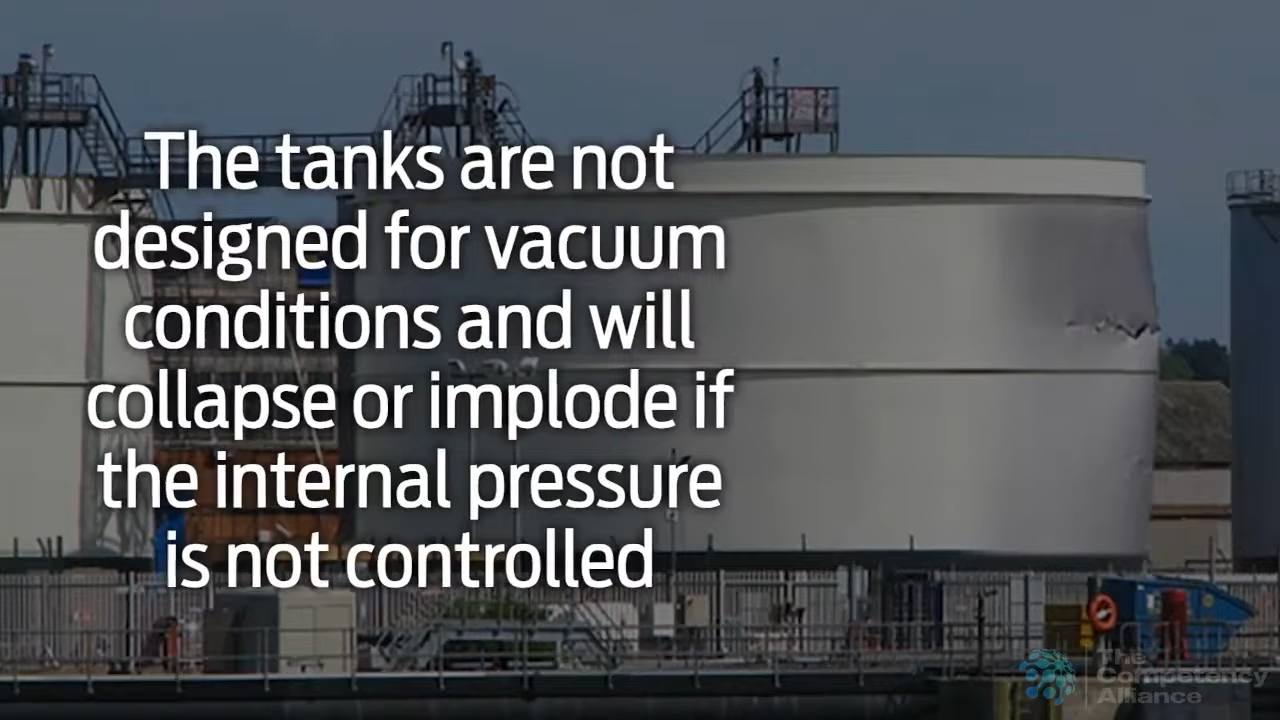 The tanks are not
designed for vacuum
conditions and will
collapse or implode if
the internal pressure
is not controlled
The
Competency
Alliance